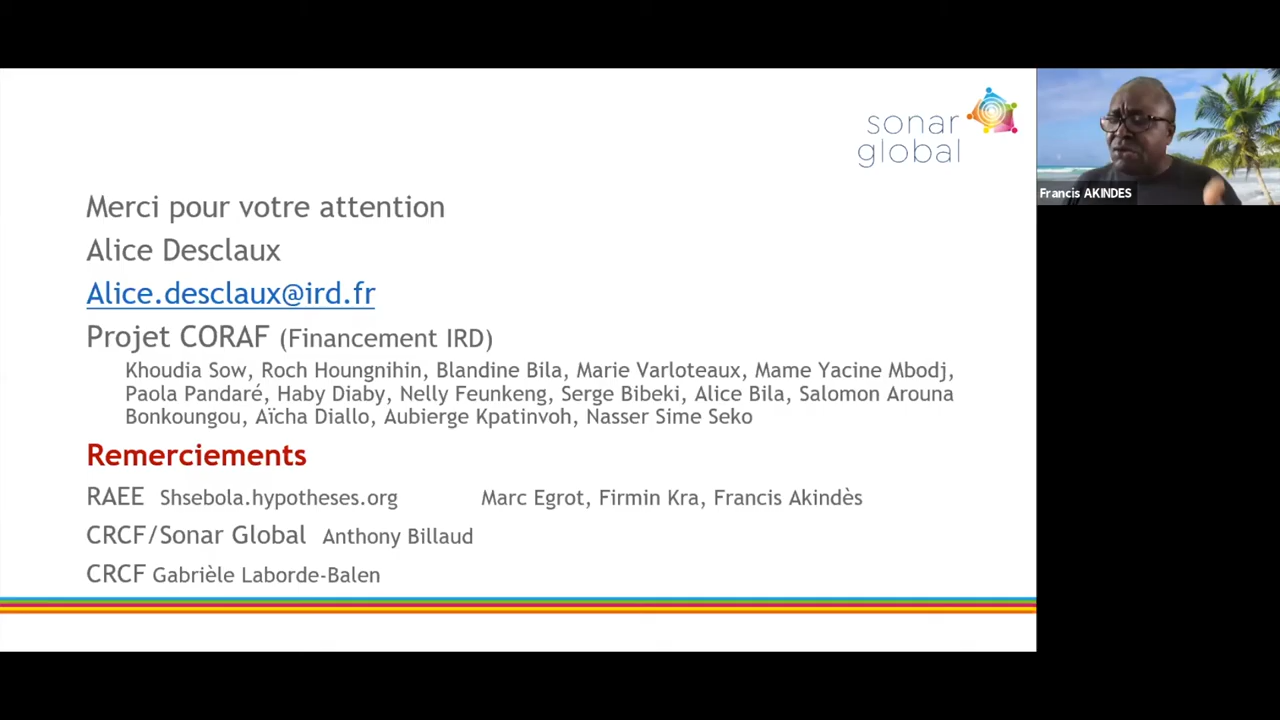 sonar
global
Merci pour votre attention
Alice Desclaux
Alice.desclaux@ird.fr
Projet CORAF (Financement IRD)
Khoudia Sow, Roch Houngnihin, Blandine Bila, Marie Varloteaux, Mame Yacine Mbodj,
Paola Pandaré, Haby Diaby, Nelly Feunkeng, Serge Bibeki, Alice Bila, Salomon Arouna
Bonkoungou, Aïcha Diallo, Aubierge Kpatinvoh, Nasser Sime Seko
Remerciements
RAEE Shsebola.hypotheses.org Marc Egrot, Firmin Kra, Francis Akindès
CRCF/Sonar Global Anthony Billaud
CRCF Gabrièle Laborde-Balen
Francis AKINDES